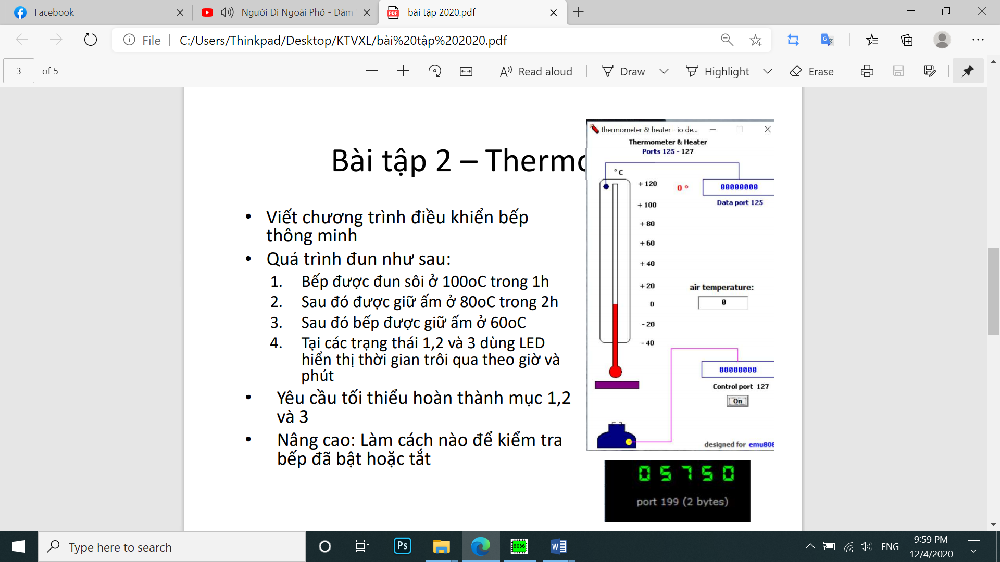 Facebook
Người Đi Ngoài Phố - Đàm
bài tập 2020.pdf
File
C:/Users/Thinkpad/Desktop/KTVXL/bài%20tập%202020.pdf
3 of 5
Read aloud
Draw
Highlight
Erase
Bài tập 2 – Thermo
• Viết chương trình điều khiển bếp
thông minh
• Quá trình đun như sau:
1. Bếp được đun sôi ở 100oC trong 1h
2. Sau đó được giữ ấm ở 80oC trong 2h
3. Sau đó bếp được giữ ấm ở 60oC
4. Tại các trạng thái 1,2 và 3 dùng LED
hiển thị thời gian trôi qua theo giờ và
phút
• Yêu cầu tối thiểu hoàn thành mục 1,2
và 3
• Nâng cao: Làm cách nào để kiểm tra
bếp đã bật hoặc tắt
thermometer & heater - io de...
Thermometer & Heater
Ports 125 - 127
°C
+ 120
0 °
00000000
Data port 125
+ 100
+ 80
+ 60
+ 40
+ 20
air temperature:
0
0
- 20
- 40
00000000
Control port 127
On
designed for emu808
05750
port 199 (2 bytes)
Type here to search
Ps
8086
W
ENG
9:59 PM
12/4/2020